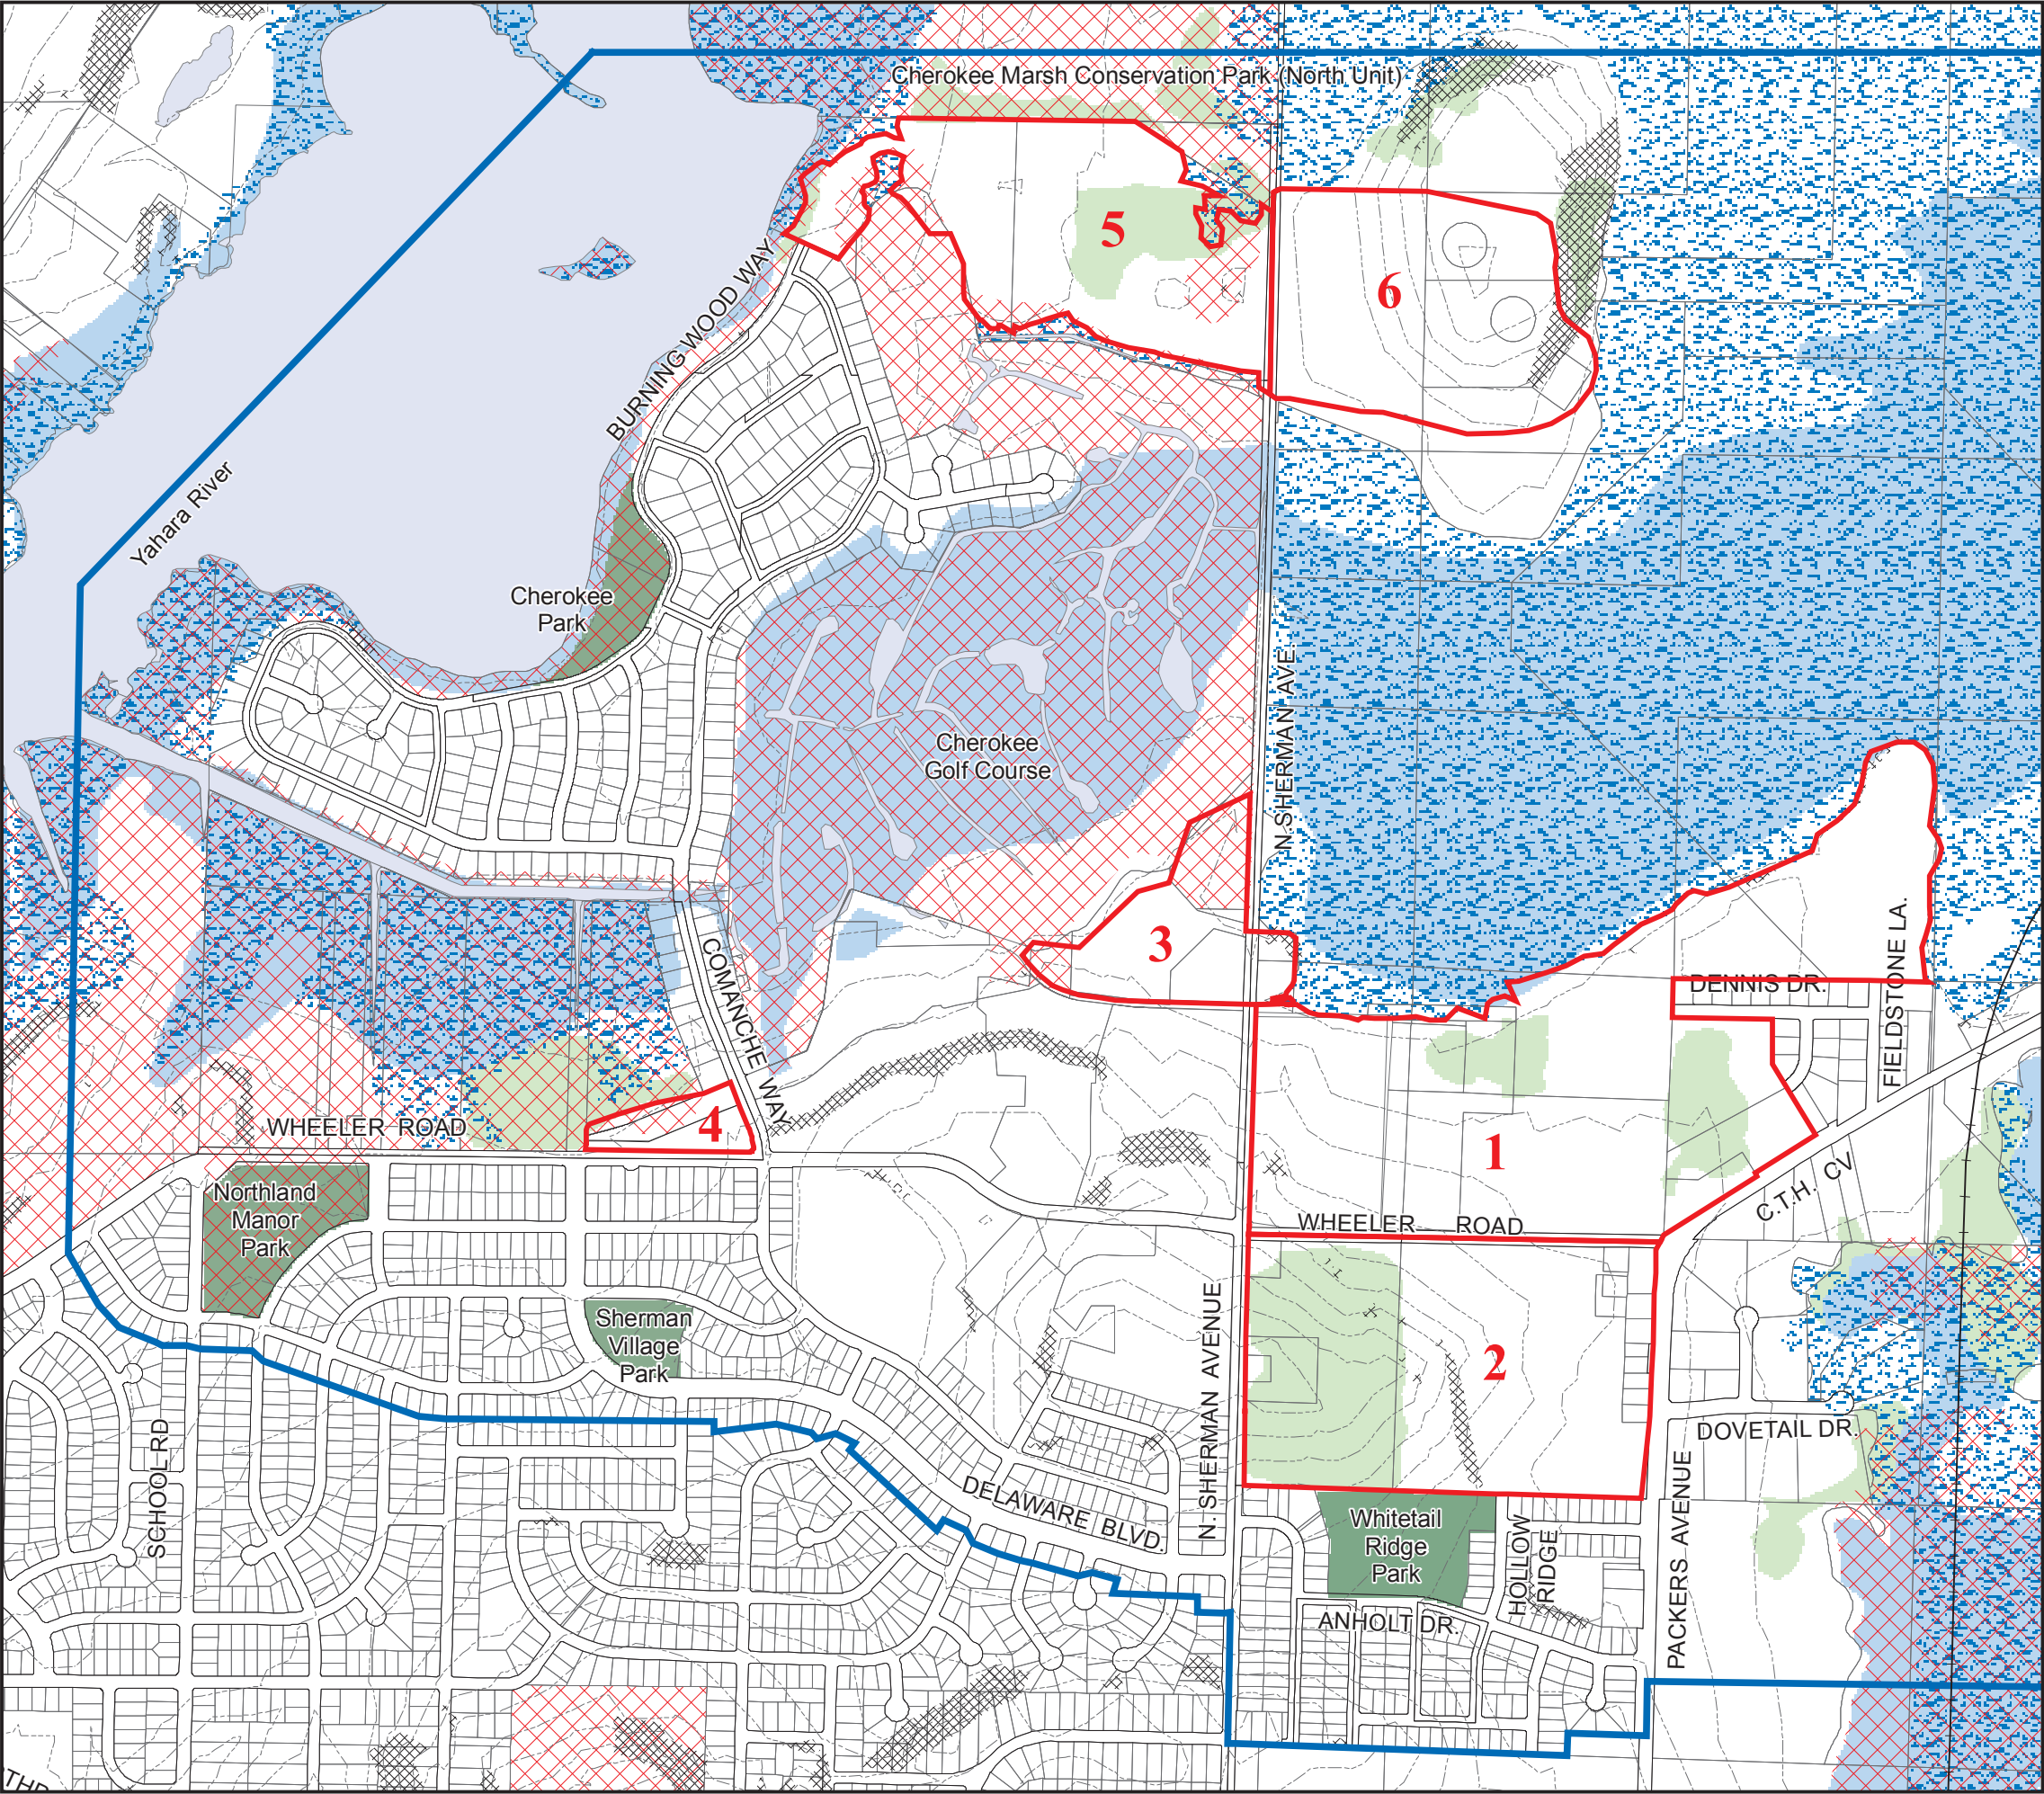 Cherokee Marsh Conservation Park (North Unit)
5
6
BURNING WOOD WAY
Yahara River
Cherokee
Park
N. SHERMAN AVE.
Cherokee
Golf Course
3
COMANCHE WAY
DENNIS DR.
FIELDSTONE LA.
4
WHEELER ROAD
1
C.T.H. CV
Northland
Manor
Park
WHEELER ROAD
Sherman
Village
Park
N. SHERMAN AVENUE
2
SCHOOL RD
DOVETAIL DR.
DELAWARE BLVD.
Whitetail
Ridge
Park
HOLLOW
RIDGE
PACKERS AVENUE
ANHOLT DR.